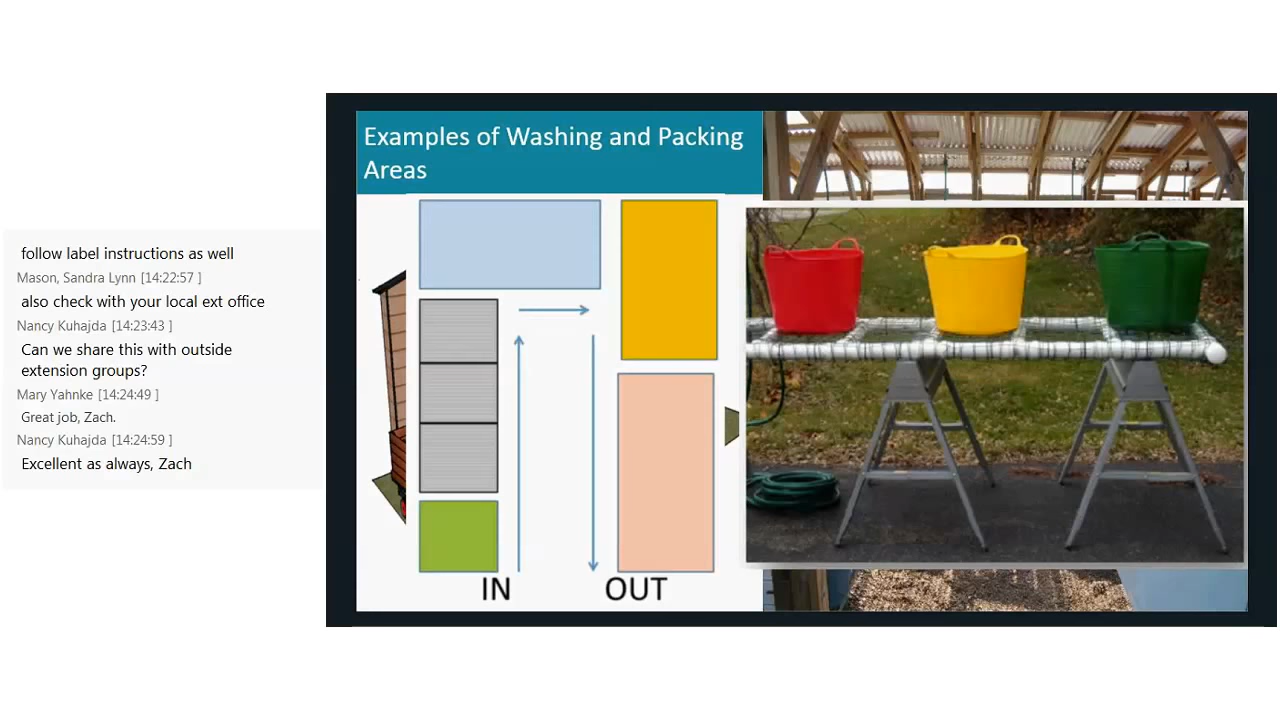 follow label instructions as well
Mason, Sandra Lynn [14:22:57 ]
also check with your local ext office
Nancy Kuhajda [14:23:43 ]
Can we share this with outside
extension groups?
Mary Yahnke [14:24:49 ]
Great job, Zach.
Nancy Kuhajda [14:24:59 ]
Excellent as always, Zach
Examples of Washing and Packing
Areas
IN
OUT